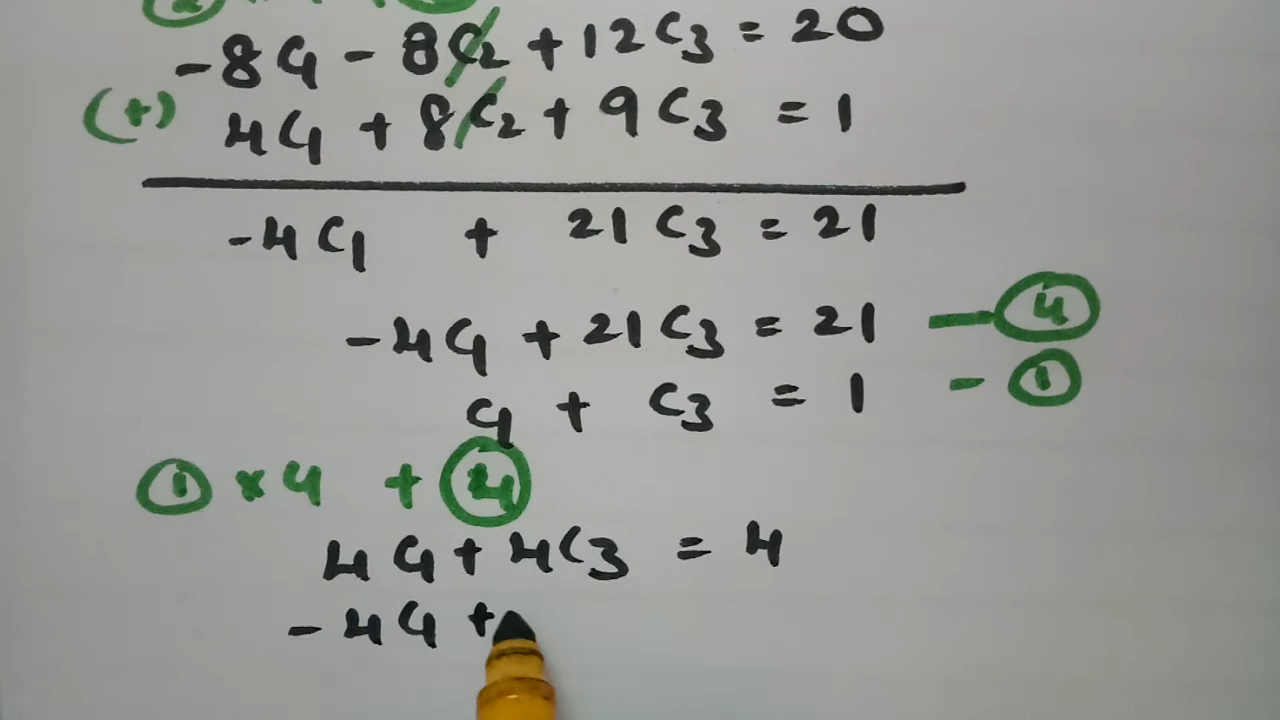 -8C1 - 8C2 + 12C3 = 20
(+) 4C1 + 8C2 + 9C3 = 1
-4C1 + 21C3 = 21
-4C1 + 21C3 = 21 - 4
C1 + C3 = 1 - 1
1 × 4 + 4
4C1 + 4C3 = 4
-4C1 +